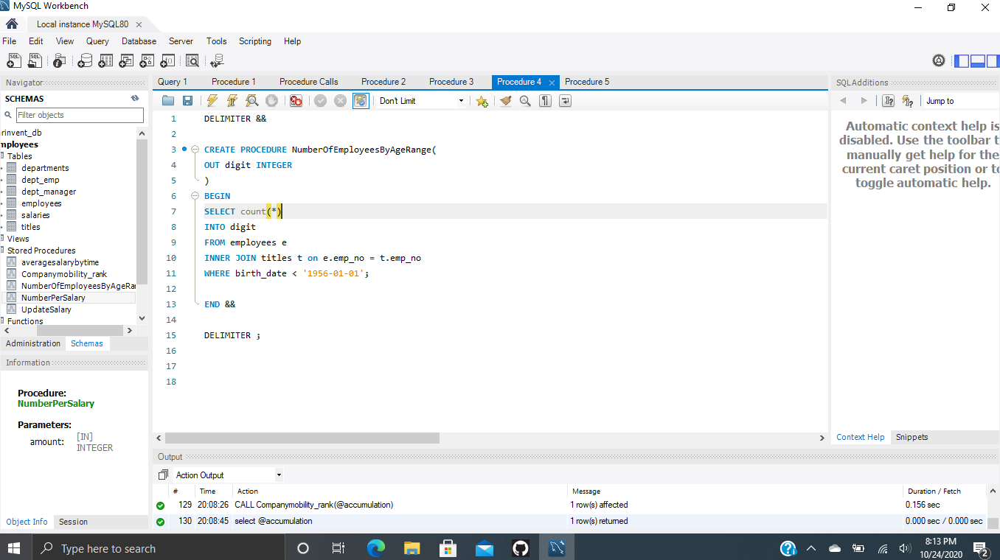 MySQL Workbench
Local instance MySQL80
File Edit View Query Database Server Tools Scripting Help
Navigator
SCHEMAS
Filter objects
rinvent_db
mployees
Tables
departments
dept_emp
dept_manager
employees
salaries
titles
Views
Stored Procedures
averagesalarybytime
Companymobility_rank
NumberOfEmployeesByAgeRar
NumberPerSalary
UpdateSalary
Functions
Administration Schemas
Information
Procedure:
NumberPerSalary
Parameters:
amount: [IN]
INTEGER
Object Info Session
Query 1 Procedure 1 Procedure Calls Procedure 2 Procedure 3 Procedure 4 Procedure 5
Don't Limit
1 DELIMITER &&
2
3 CREATE PROCEDURE NumberOfEmployeesByAgeRange(
4 OUT digit INTEGER
5 )
6 BEGIN
7 SELECT count(*)
8 INTO digit
9 FROM employees e
10 INNER JOIN titles t on e.emp_no = t.emp_no
11 WHERE birth_date < '1956-01-01';
12
13 END &&
14
15 DELIMITER ;
16
17
18
SQLAdditions
Jump to
Automatic context help is
disabled. Use the toolbar t
manually get help for the
current caret position or to
toggle automatic help.
Context Help Snippets
Output
Action Output
# Time Action Message Duration / Fetch
129 20:08:26 CALL Companymobility_rank(@accumulation) 1 row(s) affected 0.156 sec
130 20:08:45 select @accumulation 1 row(s) returned 0.000 sec / 0.000 sec
Type here to search
8:13 PM
10/24/2020
2